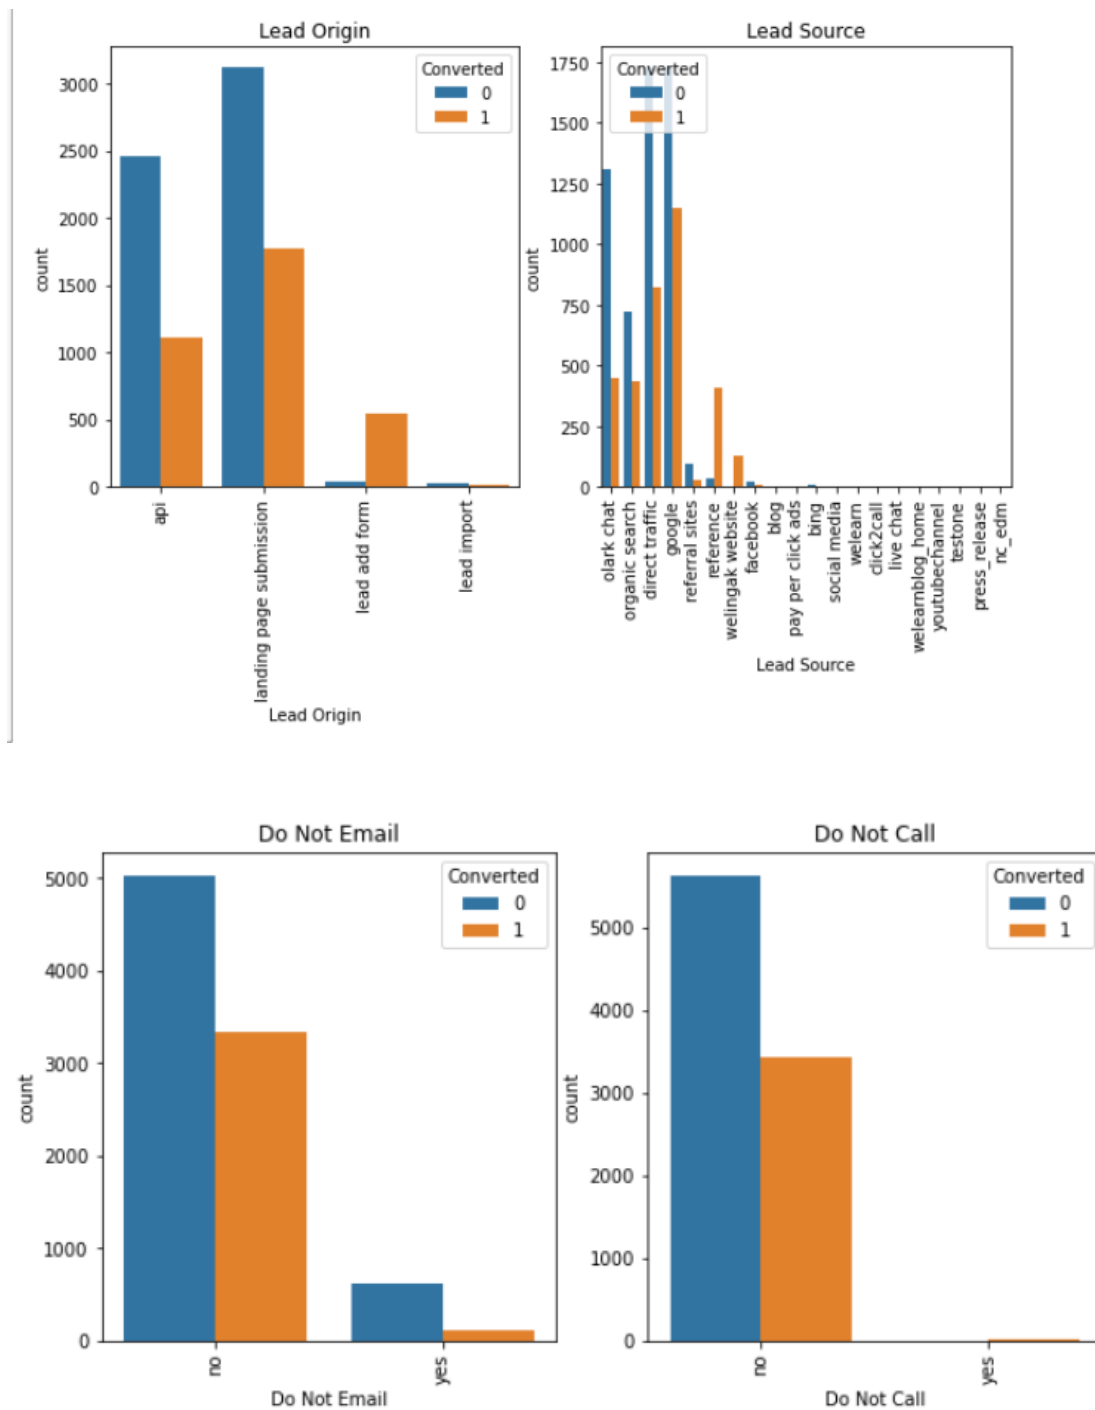 Lead Origin
Converted
0
1
3000
2500
2000
1500
1000
500
0
count
api
landing page submission
lead add form
lead import
Lead Origin
Lead Source
Converted
0
1
1750
1500
1250
1000
750
500
250
0
count
olark chat
organic search
direct traffic
google
referral sites
reference
welingak website
facebook
blog
pay per click ads
bing
social media
welearn
click2call
live chat
welearnblog_home
youtubechannel
testone
press_release
nc_edm
Lead Source
Do Not Email
Converted
0
1
5000
4000
3000
2000
1000
0
count
no
yes
Do Not Email
Do Not Call
Converted
0
1
5000
4000
3000
2000
1000
0
count
no
yes
Do Not Call